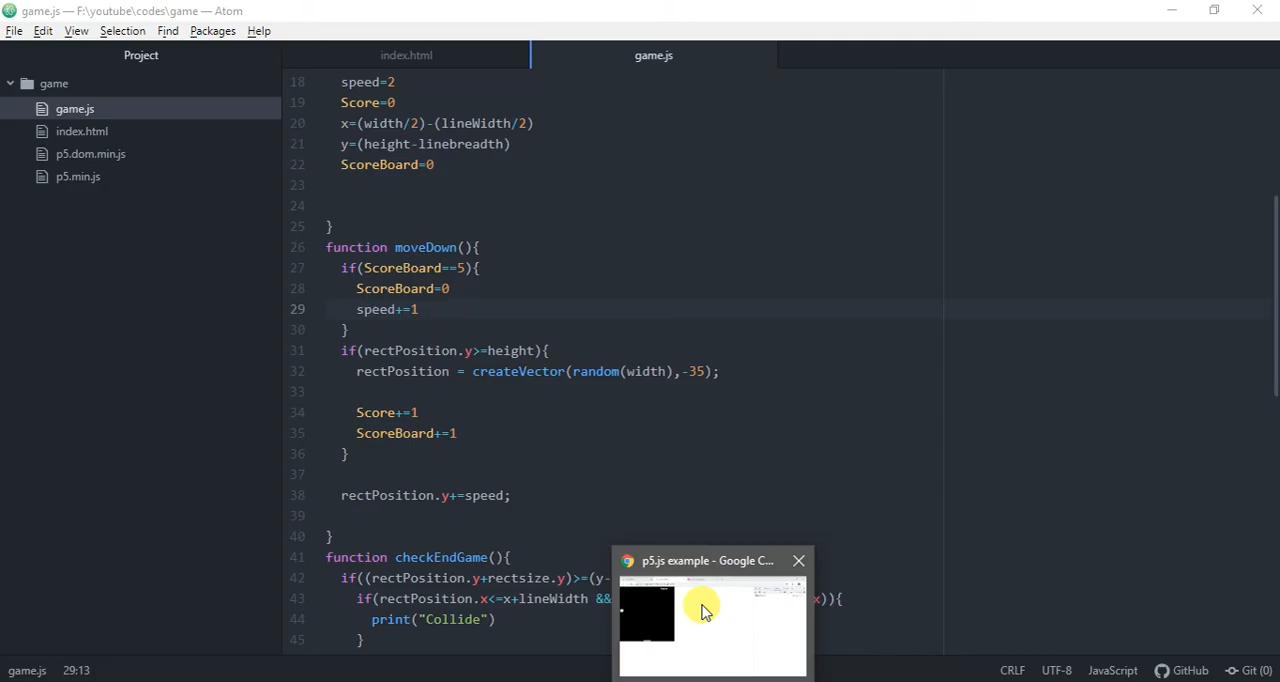 game.js — F:\youtube\codes\game — Atom
File Edit View Selection Find Packages Help
Project
index.html
game.js
game
game.js
index.html
p5.dom.min.js
p5.min.js
18 speed=2
19 Score=0
20 x=(width/2)-(lineWidth/2)
21 y=(height-linebreadth)
22 ScoreBoard=0
23
24
25 }
26 function moveDown(){
27 if(ScoreBoard==5){
28 ScoreBoard=0
29 speed+=1
30 }
31 if(rectPosition.y>=height){
32 rectPosition = createVector(random(width),-35);
33
34 Score+=1
35 ScoreBoard+=1
36 }
37
38 rectPosition.y+=speed;
39
40 }
41 function checkEndGame(){
42 if((rectPosition.y+rectsize.y)>=(y-
43 if(rectPosition.x<=x+lineWidth && x)){
44 print("Collide")
45 }
p5.js example - Google C...
game.js 29:13 CRLF UTF-8 JavaScript GitHub Git (0)